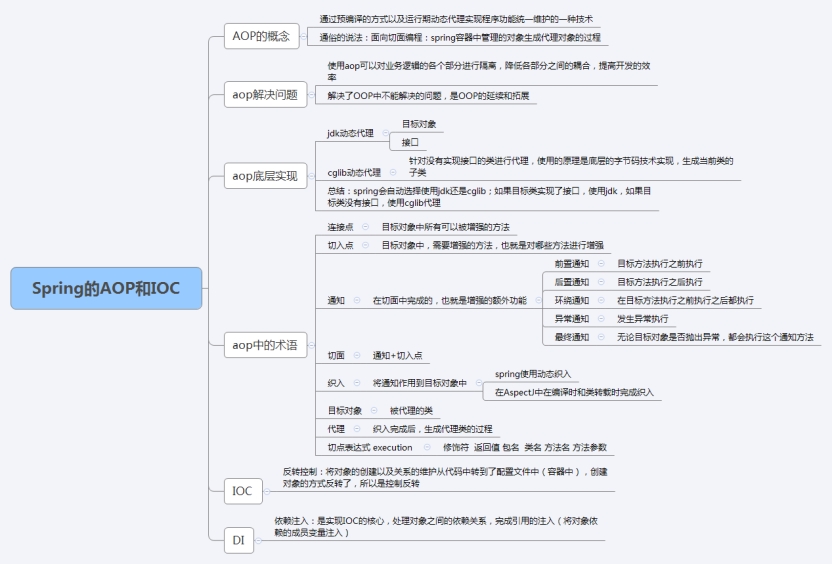 Spring的AOP和IOC
AOP的概念
通过预编译的方式以及运行期动态代理实现程序功能统一维护的一种技术
通俗的说法：面向切面编程：spring容器中管理的对象生成代理对象的过程
aop解决问题
使用aop可以对业务逻辑的各个部分进行隔离，降低各部分之间的耦合，提高开发的效
率
解决了OOP中不能解决的问题，是OOP的延续和拓展
aop底层实现
jdk动态代理
目标对象
接口
cglib动态代理
针对没有实现接口的类进行代理，使用的原理是底层的字节码技术实现，生成当前类的
子类
总结：spring会自动选择使用jdk还是cglib；如果目标类实现了接口，使用jdk，如果目
标类没有接口，使用cglib代理
aop中的术语
连接点
目标对象中所有可以被增强的方法
切入点
目标对象中，需要增强的方法，也就是对哪些方法进行增强
通知
在切面中完成的，也就是增强的额外功能
前置通知
目标方法执行之前执行
后置通知
目标方法执行之后执行
环绕通知
在目标方法执行之前执行之后都执行
异常通知
发生异常执行
最终通知
无论目标对象是否抛出异常，都会执行这个通知方法
切面
通知+切入点
织入
将通知作用到目标对象中
spring使用动态织入
在AspectJ中在编译时和类转载时完成织入
目标对象
被代理的类
代理
织入完成后，生成代理类的过程
切点表达式 execution
修饰符 返回值 包名 类名 方法名 方法参数
IOC
反转控制：将对象的创建以及关系的维护从代码中转到了配置文件中（容器中），创建
对象的方式反转了，所以是控制反转
DI
依赖注入：是实现IOC的核心，处理对象之间的依赖关系，完成引用的注入（将对象依
赖的成员变量注入）